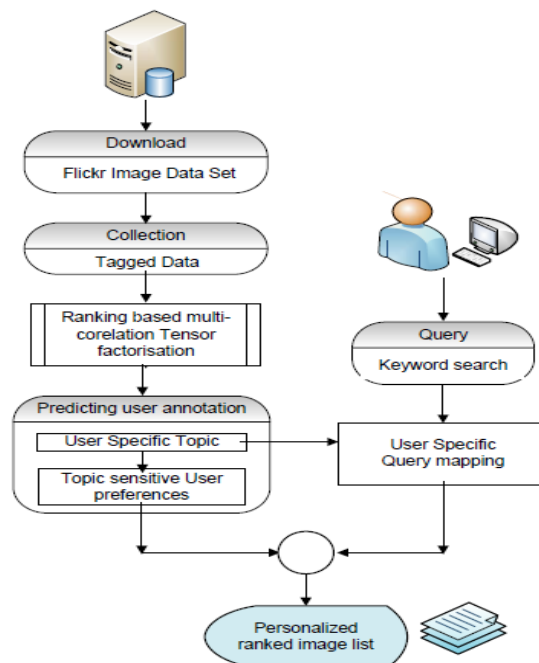 Download
Flickr Image Data Set
Collection
Tagged Data
Ranking based multi-
corelation Tensor
factorisation
Predicting user annotation
User Specific Topic
Topic sensitive User
preferences
Query
Keyword search
User Specific
Query mapping
Personalized
ranked image list